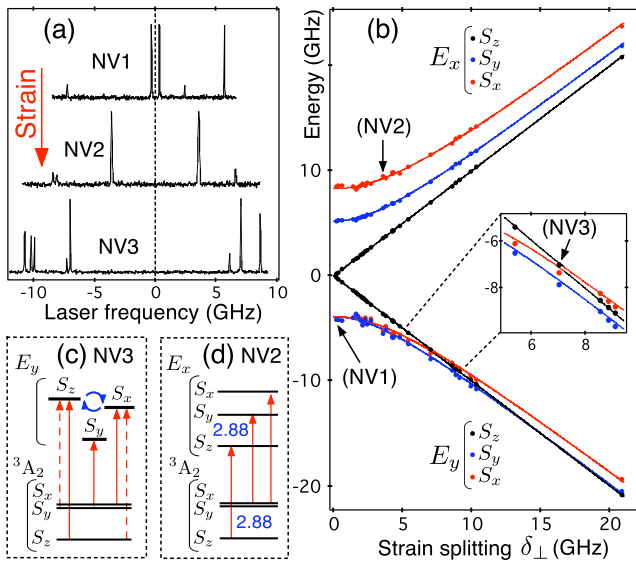 (a)
NV1
Strain
NV2
NV3
-10
-5
0
5
Laser frequency (GHz)
(b)
Energy (GHz)
20
10
0
-10
-20
0
5
10
15
20
Strain splitting δ⊥ (GHz)
E_x
S_z
S_y
S_x
(NV2)
(NV3)
-6
-8
6
8
(NV1)
E_y
S_z
S_y
S_x
(c) NV3
E_y
S_z
S_x
S_y
³A₂
S_x
S_y
S_z
(d) NV2
E_x
S_x
S_y
2.88
S_z
³A₂
S_x
S_y
2.88
S_z